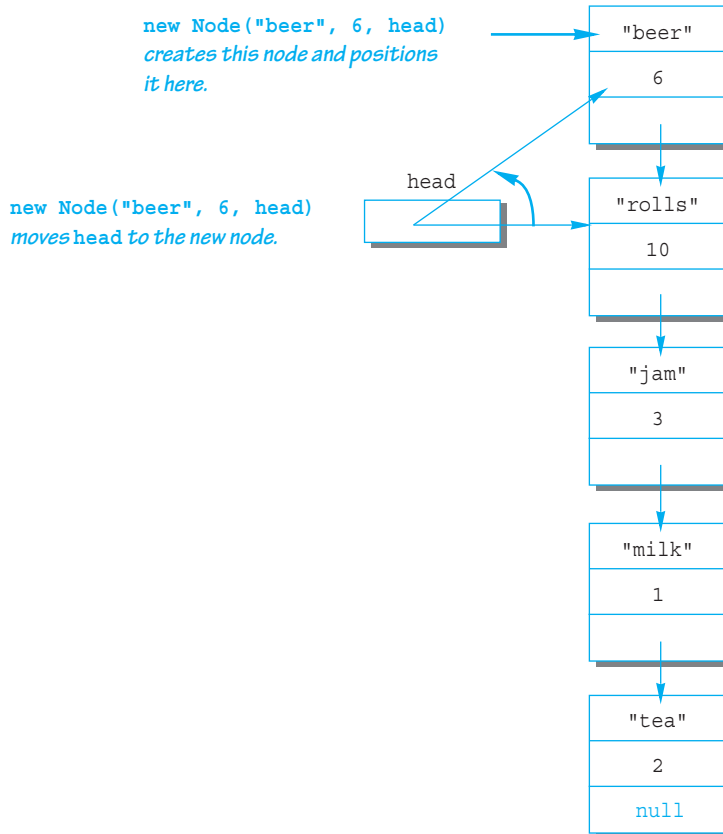 new Node("beer", 6, head)
creates this node and positions
it here.
"beer"
6
head
new Node("beer", 6, head)
moves head to the new node.
"rolls"
10
"jam"
3
"milk"
1
"tea"
2
null